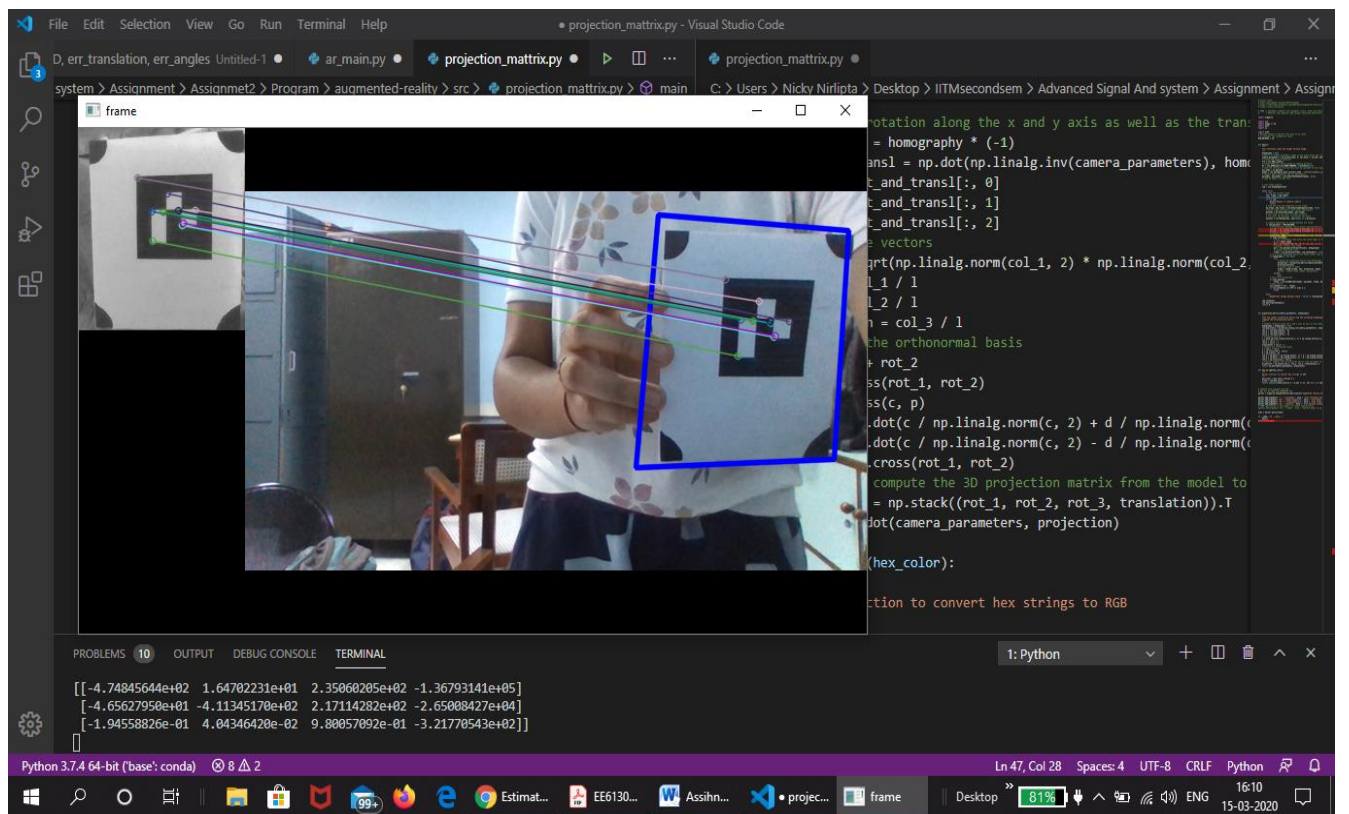 File Edit Selection View Go Run Terminal Help
● projection_mattrix.py - Visual Studio Code
D, err_translation, err_angles Untitled-1 ●
ar_main.py ●
projection_mattrix.py ●
projection_mattrix.py ●
system > Assignment > Assignmet2 > Program > augmented-reality > src > projection_mattrix.py > main
C: > Users > Nicky Nirlipta > Desktop > IITMsecondsem > Advanced Signal And system > Assignment > Assignm
frame
rotation along the x and y axis as well as the trans
= homography * (-1)
ansl = np.dot(np.linalg.inv(camera_parameters), homo
t_and_transl[:, 0]
t_and_transl[:, 1]
t_and_transl[:, 2]
e vectors
qrt(np.linalg.norm(col_1, 2) * np.linalg.norm(col_2,
l_1 / l
l_2 / l
n = col_3 / l
the orthonormal basis
+ rot_2
ss(rot_1, rot_2)
ss(c, p)
.dot(c / np.linalg.norm(c, 2) + d / np.linalg.norm(d
.dot(c / np.linalg.norm(c, 2) - d / np.linalg.norm(d
.cross(rot_1, rot_2)
compute the 3D projection matrix from the model to
= np.stack((rot_1, rot_2, rot_3, translation)).T
dot(camera_parameters, projection)
(hex_color):
ction to convert hex strings to RGB
PROBLEMS 10 OUTPUT DEBUG CONSOLE TERMINAL
1: Python
[[-4.74845644e+02 1.64702231e+01 2.35060205e+02 -1.36793141e+05]
[-4.65627950e+01 -4.11345170e+02 2.17114282e+02 -2.65008427e+04]
[-1.94558826e-01 4.04346420e-02 9.80057092e-01 -3.21770543e+02]]
3
Python 3.7.4 64-bit ('base': conda) 8 2
Ln 47, Col 28 Spaces: 4 UTF-8 CRLF Python
99+ Estimat... EE6130... Assihn... ● projec... frame Desktop 81% ENG 16:10
15-03-2020